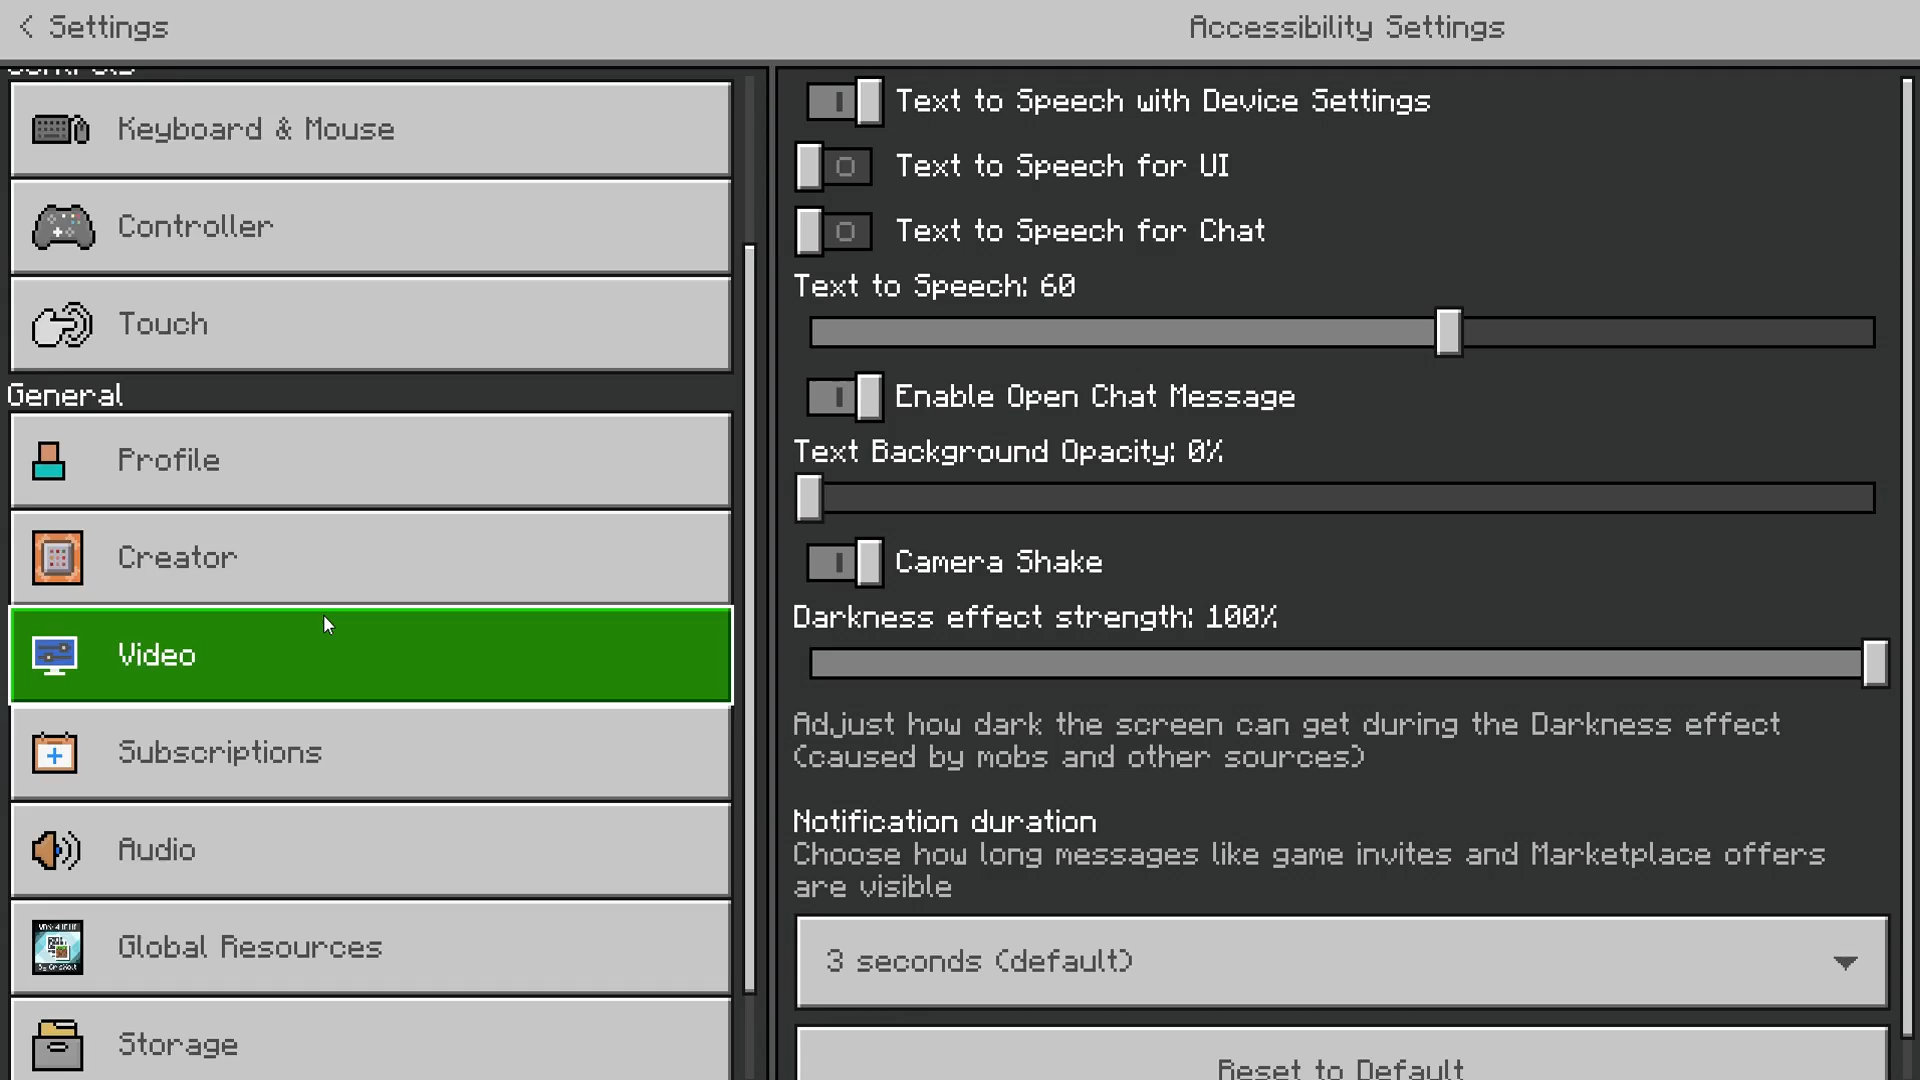 Settings
Accessibility Settings
Controls
Keyboard & Mouse
Controller
Touch
General
Profile
Creator
Video
Subscriptions
Audio
Global Resources
Storage
Text to Speech with Device Settings
Text to Speech for UI
Text to Speech for Chat
Text to Speech: 60
Enable Open Chat Message
Text Background Opacity: 0%
Camera Shake
Darkness effect strength: 100%
Adjust how dark the screen can get during the Darkness effect
(caused by mobs and other sources)
Notification duration
Choose how long messages like game invites and Marketplace offers
are visible
3 seconds (default)
Reset to Default